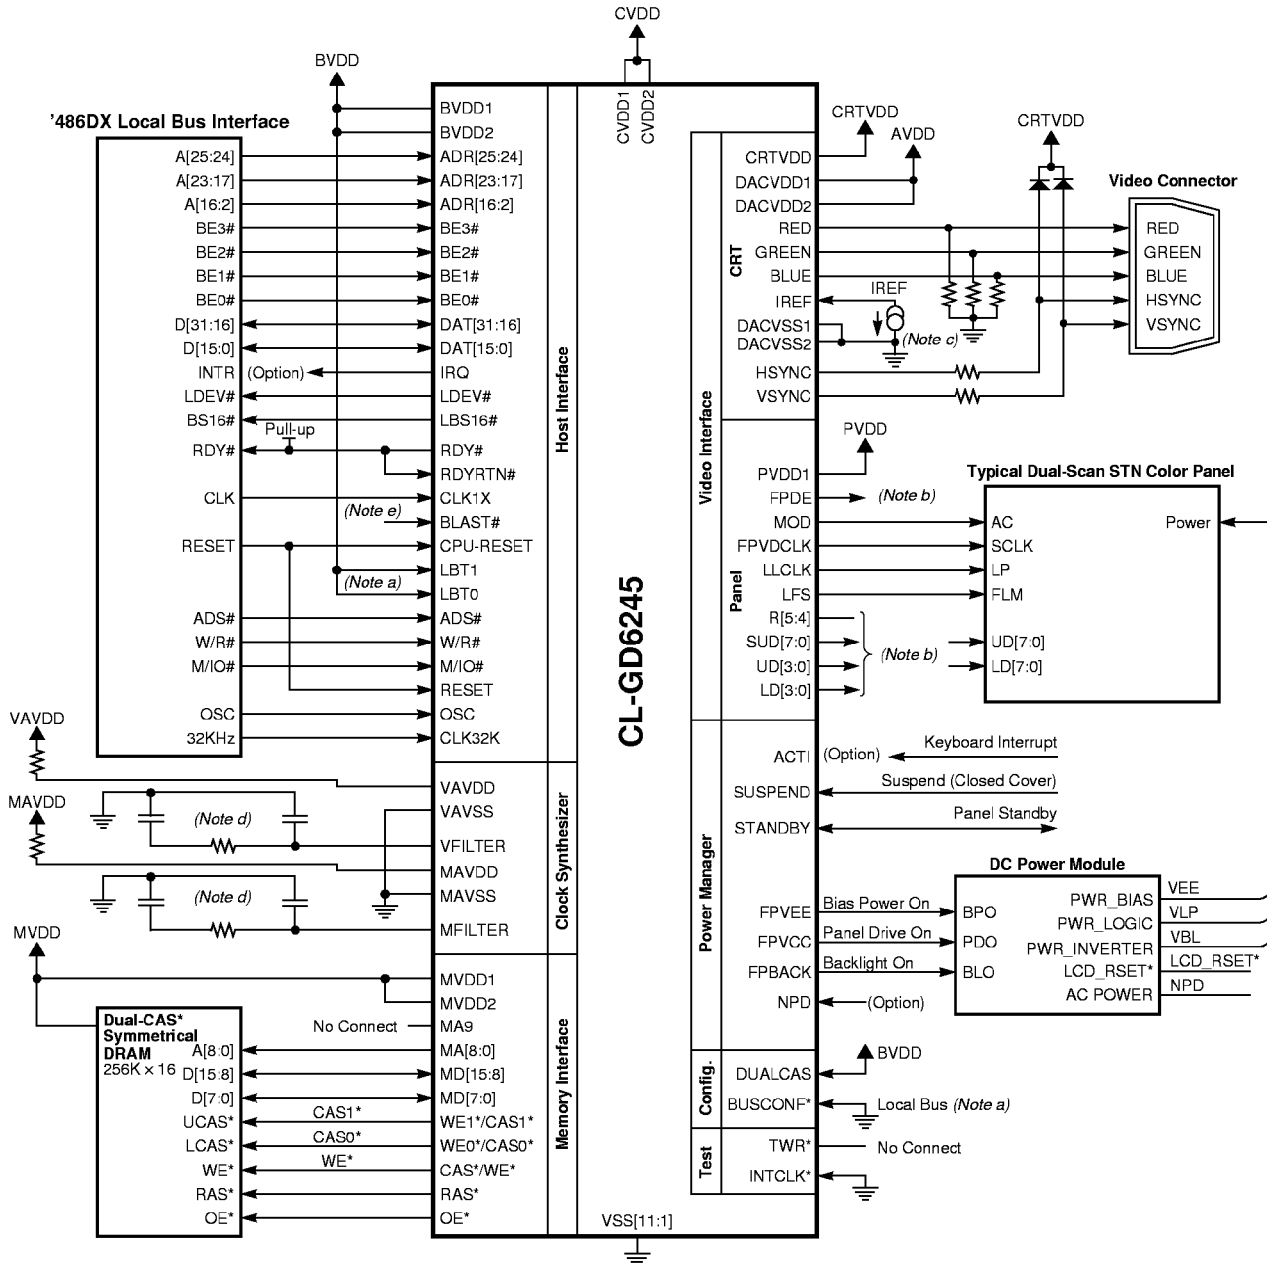 CVDD
BVDD
CVDD1
CVDD2
'486DX Local Bus Interface
A[25:24]
A[23:17]
A[16:2]
BE3#
BE2#
BE1#
BE0#
D[31:16]
D[15:0]
INTR (Option)
LDEV#
BS16#
Pull-up
RDY#
CLK
(Note e)
RESET
(Note a)
ADS#
W/R#
M/IO#
OSC
32KHz
BVDD1
BVDD2
ADR[25:24]
ADR[23:17]
ADR[16:2]
BE3#
BE2#
BE1#
BE0#
DAT[31:16]
DAT[15:0]
IRQ
LDEV#
LBS16#
RDY#
RDYRTN#
CLK1X
BLAST#
CPU-RESET
LBT1
LBT0
ADS#
W/R#
M/IO#
RESET
OSC
CLK32K
Host Interface
VAVDD
MAVDD
(Note d)
(Note d)
VAVDD
VAVSS
VFILTER
MAVDD
MAVSS
MFILTER
Clock Synthesizer
MVDD
Dual-CAS*
Symmetrical
DRAM
256K × 16
A[8:0]
D[15:8]
D[7:0]
UCAS*
LCAS*
WE*
RAS*
OE*
No Connect
CAS1*
CAS0*
WE*
MVDD1
MVDD2
MA9
MA[8:0]
MD[15:8]
MD[7:0]
WE1*/CAS1*
WE0*/CAS0*
CAS*/WE*
RAS*
OE*
Memory Interface
CL-GD6245
VSS[11:1]
Video Interface
CRT
CRTVDD
DACVDD1
DACVDD2
RED
GREEN
BLUE
IREF
DACVSS1
DACVSS2
HSYNC
VSYNC
CRTVDD
AVDD
IREF
(Note c)
CRTVDD
Video Connector
RED
GREEN
BLUE
HSYNC
VSYNC
Panel
PVDD1
FPDE
MOD
FPVDCLK
LLCLK
LFS
R[5:4]
SUD[7:0]
UD[3:0]
LD[3:0]
PVDD
(Note b)
(Note b)
Typical Dual-Scan STN Color Panel
AC
SCLK
LP
FLM
UD[7:0]
LD[7:0]
Power
Power Manager
ACTI (Option)
Keyboard Interrupt
SUSPEND
Suspend (Closed Cover)
STANDBY
Panel Standby
FPVEE
Bias Power On
FPVCC
Panel Drive On
FPBACK
Backlight On
NPD
(Option)
DC Power Module
BPO
PDO
BLO
PWR_BIAS
PWR_LOGIC
PWR_INVERTER
LCD_RSET*
AC POWER
VEE
VLP
VBL
LCD_RSET*
NPD
Config.
DUALCAS
BVDD
BUSCONF*
Local Bus (Note a)
Test
TWR*
No Connect
INTCLK*